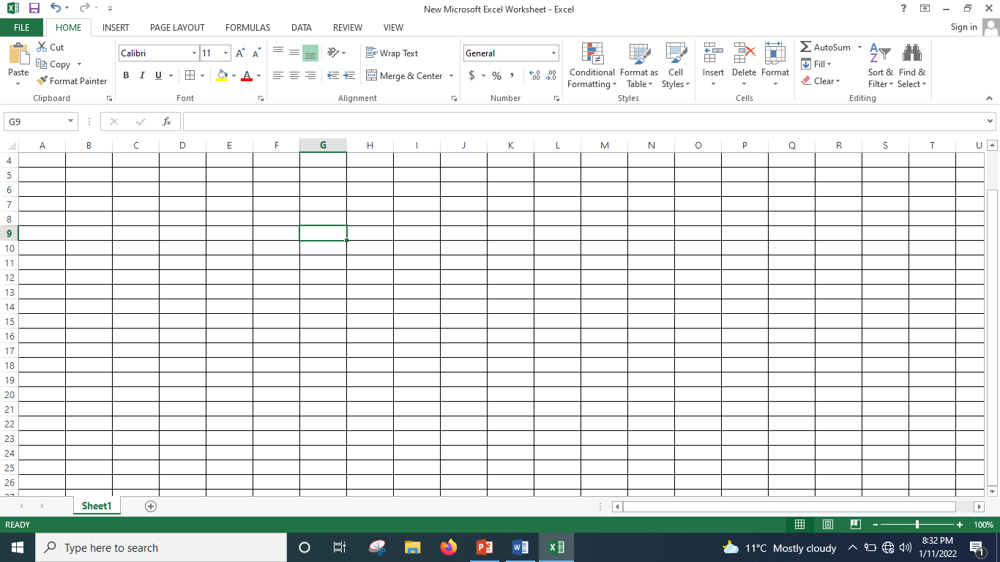 New Microsoft Excel Worksheet - Excel
?
FILE HOME INSERT PAGE LAYOUT FORMULAS DATA REVIEW VIEW Sign in
Paste
Cut
Copy
Format Painter
Clipboard
Calibri 11
B I U A
Font
Wrap Text
Merge & Center
Alignment
General
$ % ,
Number
Conditional Formatting
Format as Table
Cell Styles
Styles
Insert Delete Format
Cells
AutoSum
Fill
Clear
Sort & Filter
Find & Select
Editing
G9 fx
A B C D E F G H I J K L M N O P Q R S T U
4
5
6
7
8
9
10
11
12
13
14
15
16
17
18
19
20
21
22
23
24
25
26
27
Sheet1
READY 100%
Type here to search
11°C Mostly cloudy
8:32 PM
1/11/2022
1